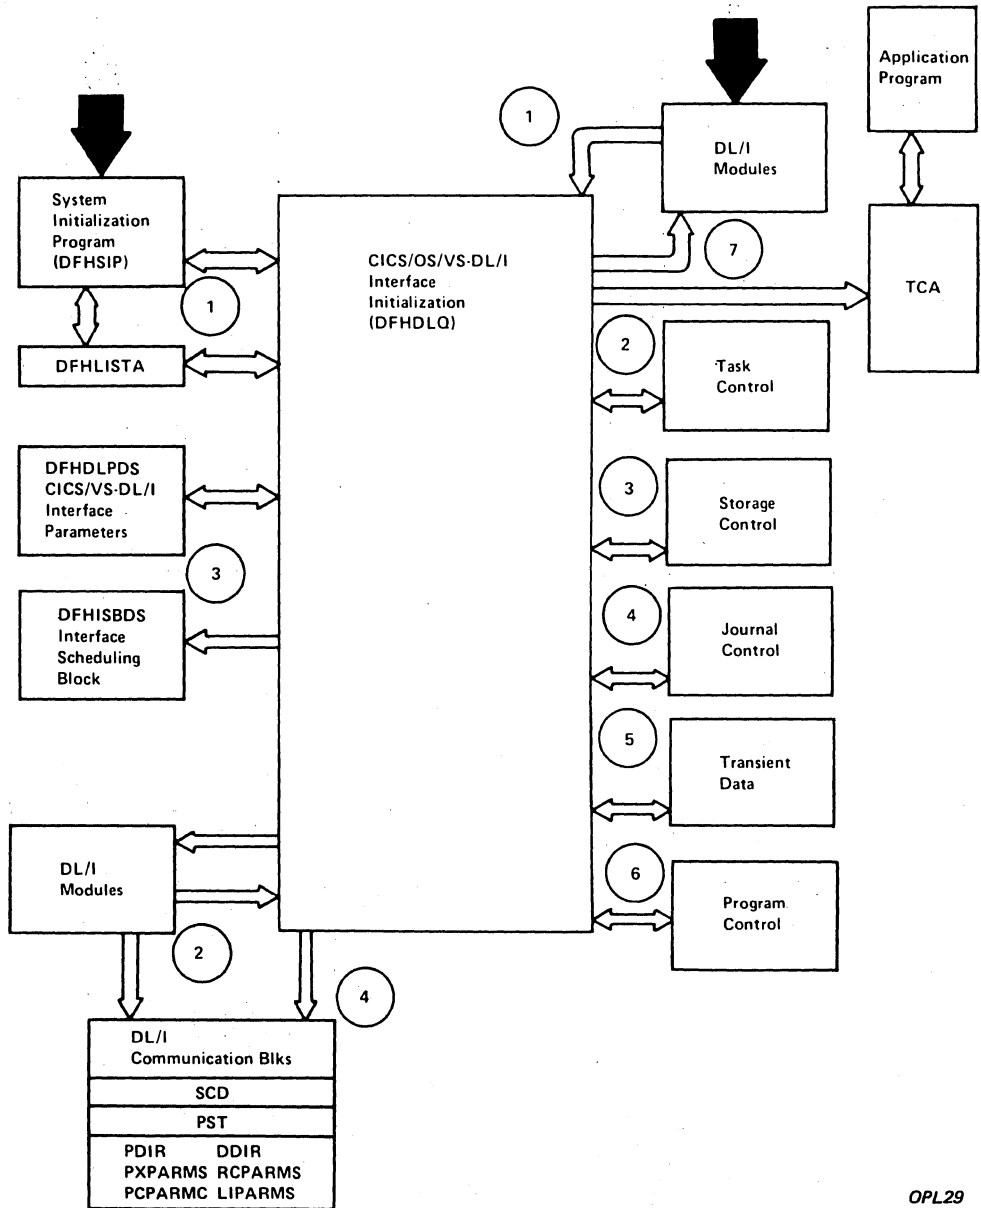 Application
Program
1
DL/I
Modules
System
Initialization
Program
(DFHSIP)
CICS/OS/VS-DL/I
Interface
Initialization
(DFHDLQ)
7
TCA
1
2
DFHLISTA
Task
Control
DFHDLPDS
CICS/VS-DL/I
Interface
Parameters
3
Storage
Control
3
DFHISBDS
Interface
Scheduling
Block
4
Journal
Control
5
Transient
Data
DL/I
Modules
6
Program
Control
2
4
DL/I
Communication Blks
SCD
PST
PDIR DDIR
PXPARMS RCPARMS
PCPARMC LIPARMS
OPL29